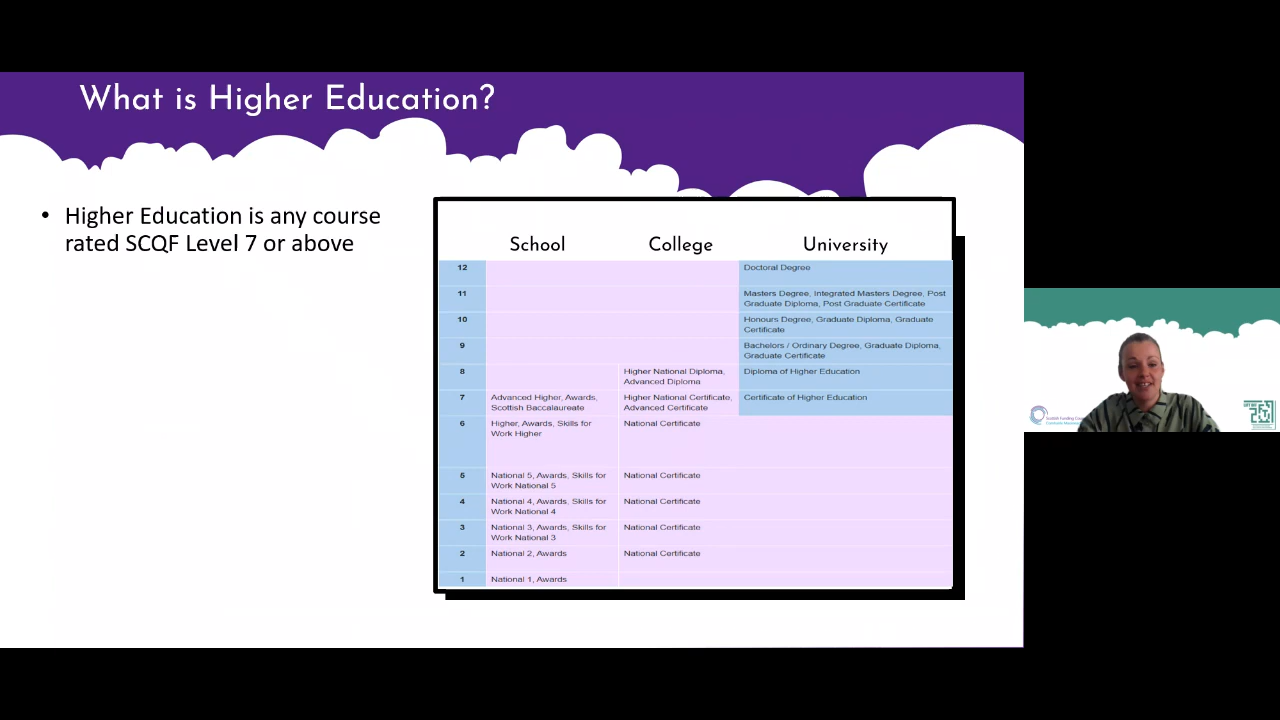 What is Higher Education?
• Higher Education is any course
rated SCQF Level 7 or above
School College University
12 Doctoral Degree
11 Masters Degree, Integrated Masters Degree, Post
Graduate Diploma, Post Graduate Certificate
10 Honours Degree, Graduate Diploma, Graduate
Certificate
9 Bachelors / Ordinary Degree, Graduate Diploma,
Graduate Certificate
8 Higher National Diploma,
Advanced Diploma
Diploma of Higher Education
7 Advanced Higher, Awards,
Scottish Baccalaureate
Higher National Certificate,
Advanced Certificate
Certificate of Higher Education
6 Higher, Awards, Skills for
Work Higher
National Certificate
5 National 5, Awards, Skills for
Work National 5
National Certificate
4 National 4, Awards, Skills for
Work National 4
National Certificate
3 National 3, Awards, Skills for
Work National 3
National Certificate
2 National 2, Awards National Certificate
1 National 1, Awards
Scottish Funding